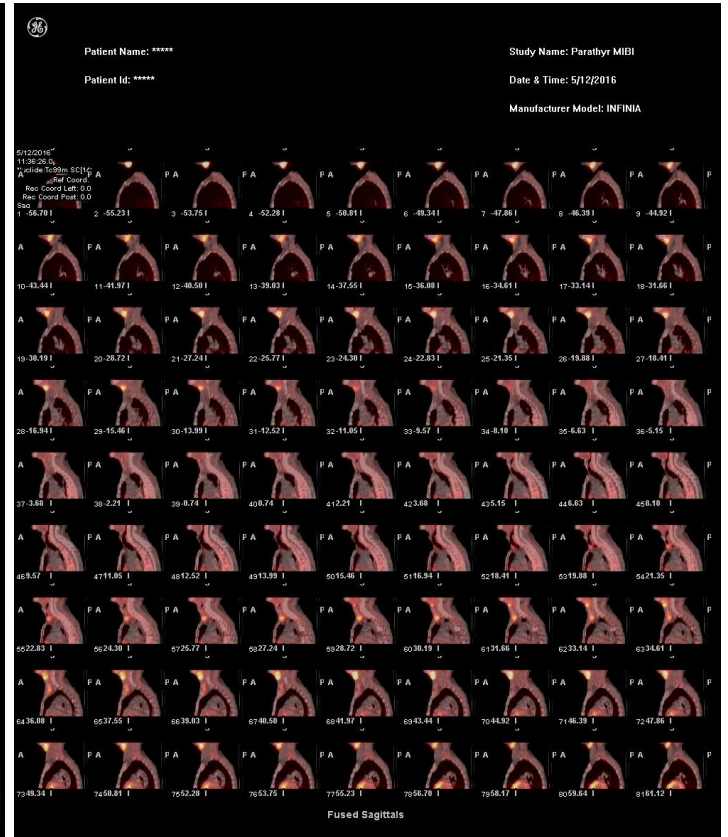 GE
Patient Name: ***** Study Name: Parathyr MIBI
Patient Id: ***** Date & Time: 5/12/2016
Manufacturer Model: INFINIA
5/12/2016
11:36:26.0
Tc99m SC[1/
Ref Coord.
Rec Coord Left: 0.0
Rec Coord Post: 0.0
Sag
A P A P A P A P A P A P A P A P A P
1 -56.70 I 2 -55.23 I 3 -53.75 I 4 -52.28 I 5 -50.81 I 6 -49.34 I 7 -47.86 I 8 -46.39 I 9 -44.92 I
A P A P A P A P A P A P A P A P A P
10-43.44 I 11-41.97 I 12-40.50 I 13-39.03 I 14-37.55 I 15-36.08 I 16-34.61 I 17-33.14 I 18-31.66 I
A P A P A P A P A P A P A P A P A P
19-30.19 I 20-28.72 I 21-27.24 I 22-25.77 I 23-24.30 I 24-22.83 I 25-21.35 I 26-19.88 I 27-18.41 I
A P A P A P A P A P A P A P A P A P
28-16.94 I 29-15.46 I 30-13.99 I 31-12.52 I 32-11.05 I 33-9.57 I 34-8.10 I 35-6.63 I 36-5.15 I
A P A P A P A P A P A P A P A P A P
37-3.68 I 38-2.21 I 39-0.74 I 40 0.74 I 41 2.21 I 42 3.68 I 43 5.15 I 44 6.63 I 45 8.10 I
A P A P A P A P A P A P A P A P A P
46 9.57 I 47 11.05 I 48 12.52 I 49 13.99 I 50 15.46 I 51 16.94 I 52 18.41 I 53 19.88 I 54 21.35 I
A P A P A P A P A P A P A P A P A P
55 22.83 I 56 24.30 I 57 25.77 I 58 27.24 I 59 28.72 I 60 30.19 I 61 31.66 I 62 33.14 I 63 34.61 I
A P A P A P A P A P A P A P A P A P
64 36.08 I 65 37.55 I 66 39.03 I 67 40.50 I 68 41.97 I 69 43.44 I 70 44.92 I 71 46.39 I 72 47.86 I
A P A P A P A P A P A P A P A P A P
73 49.34 I 74 50.81 I 75 52.28 I 76 53.75 I 77 55.23 I 78 56.70 I 79 58.17 I 80 59.64 I 81 61.12 I
Fused Sagittals